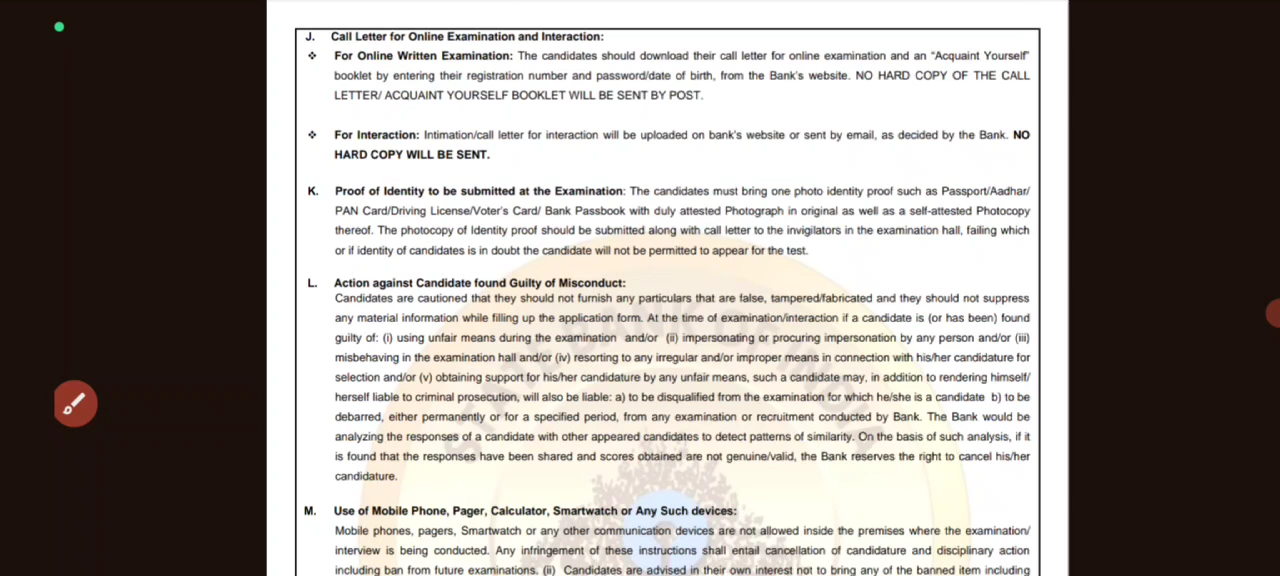 J. Call Letter for Online Examination and Interaction:
❖ For Online Written Examination: The candidates should download their call letter for online examination and an “Acquaint Yourself”
booklet by entering their registration number and password/date of birth, from the Bank's website. NO HARD COPY OF THE CALL
LETTER/ ACQUAINT YOURSELF BOOKLET WILL BE SENT BY POST.
❖ For Interaction: Intimation/call letter for interaction will be uploaded on bank's website or sent by email, as decided by the Bank. NO
HARD COPY WILL BE SENT.
K. Proof of Identity to be submitted at the Examination: The candidates must bring one photo identity proof such as Passport/Aadhar/
PAN Card/Driving License/Voter's Card/ Bank Passbook with duly attested Photograph in original as well as a self-attested Photocopy
thereof. The photocopy of Identity proof should be submitted along with call letter to the invigilators in the examination hall, failing which
or if identity of candidates is in doubt the candidate will not be permitted to appear for the test.
L. Action against Candidate found Guilty of Misconduct:
Candidates are cautioned that they should not furnish any particulars that are false, tampered/fabricated and they should not suppress
any material information while filling up the application form. At the time of examination/interaction if a candidate is (or has been) found
guilty of: (i) using unfair means during the examination and/or (ii) impersonating or procuring impersonation by any person and/or (iii)
misbehaving in the examination hall and/or (iv) resorting to any irregular and/or improper means in connection with his/her candidature for
selection and/or (v) obtaining support for his/her candidature by any unfair means, such a candidate may, in addition to rendering himself/
herself liable to criminal prosecution, will also be liable: a) to be disqualified from the examination for which he/she is a candidate b) to be
debarred, either permanently or for a specified period, from any examination or recruitment conducted by Bank. The Bank would be
analyzing the responses of a candidate with other appeared candidates to detect patterns of similarity. On the basis of such analysis, if it
is found that the responses have been shared and scores obtained are not genuine/valid, the Bank reserves the right to cancel his/her
candidature.
M. Use of Mobile Phone, Pager, Calculator, Smartwatch or Any Such devices:
Mobile phones, pagers, Smartwatch or any other communication devices are not allowed inside the premises where the examination/
interview is being conducted. Any infringement of these instructions shall entail cancellation of candidature and disciplinary action
including ban from future examinations. (ii) Candidates are advised in their own interest not to bring any of the banned item including
STATE BANK OF INDIA